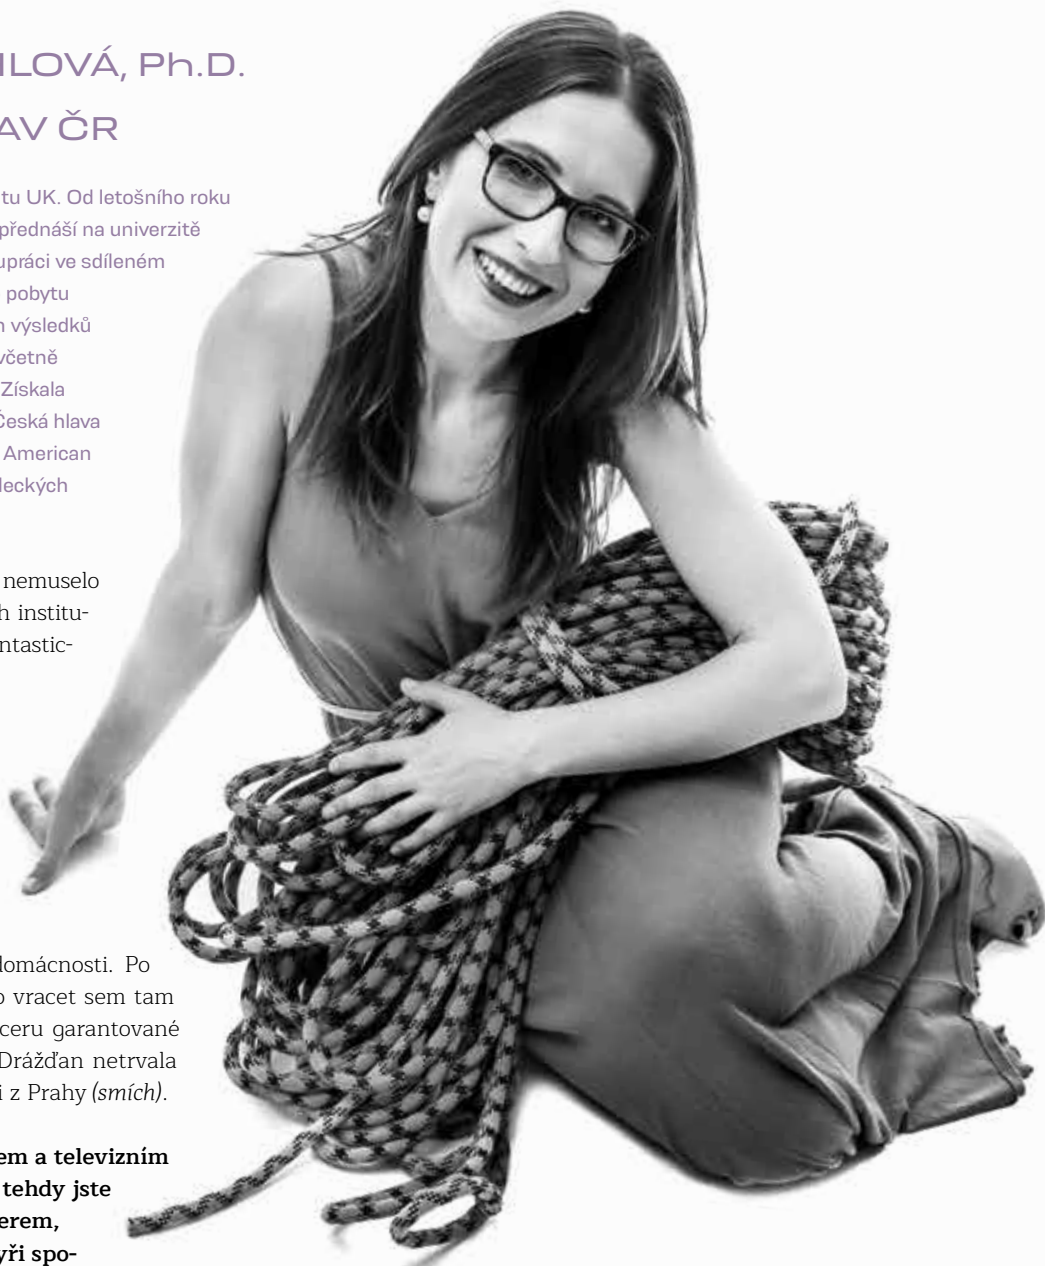 ILOVÁ, Ph.D.
AV ČR
tu UK. Od letošního roku
přednáší na univerzitě
upráci ve sdíleném
pobytu
výsledků
včetně
Získala
Česká hlava
American
deckých
nemuselo
h institu-
ntastic-
domácnosti. Po
o vracet sem tam
ceru garantované
Drážďan netrvala
i z Prahy (smích).
em a televizním
tehdy jste
erem,
yři spo-